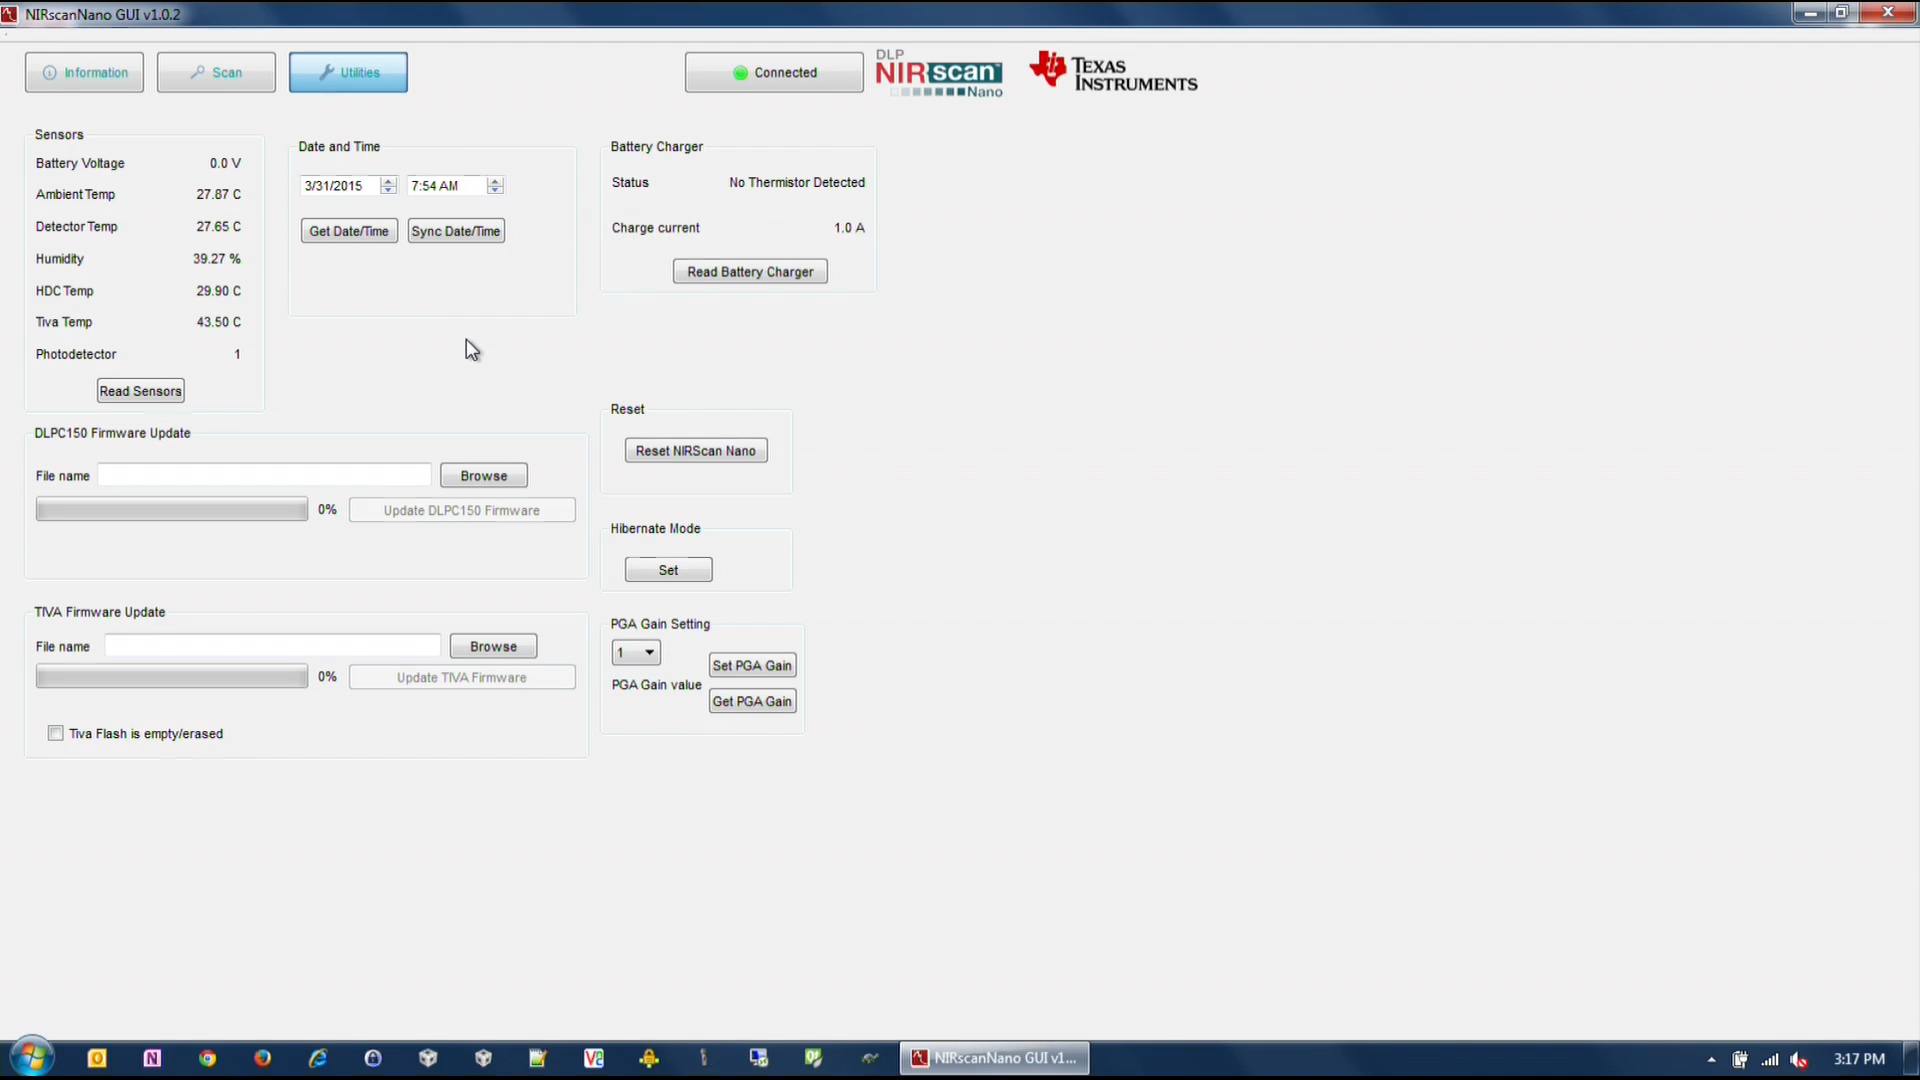 NIRscanNano GUI v1.0.2
Information
Scan
Utilities
Connected
DLP
NIRscan™
Nano
TEXAS
INSTRUMENTS
Sensors
Battery Voltage 0.0 V
Ambient Temp 27.87 C
Detector Temp 27.65 C
Humidity 39.27 %
HDC Temp 29.90 C
Tiva Temp 43.50 C
Photodetector 1
Read Sensors
Date and Time
3/31/2015 7:54 AM
Get Date/Time Sync Date/Time
Battery Charger
Status No Thermistor Detected
Charge current 1.0 A
Read Battery Charger
DLPC150 Firmware Update
File name Browse
0% Update DLPC150 Firmware
TIVA Firmware Update
File name Browse
0% Update TIVA Firmware
Tiva Flash is empty/erased
Reset
Reset NIRScan Nano
Hibernate Mode
Set
PGA Gain Setting
1
Set PGA Gain
PGA Gain value
Get PGA Gain
NIRscanNano GUI v1...
3:17 PM